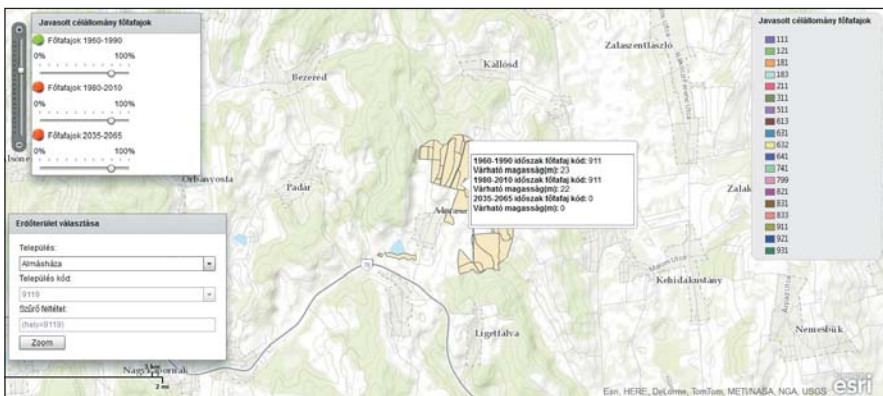 Javasolt célállomány főfafajok
Főfafajok 1960-1990
0% 100%
Főfafajok 1980-2010
0% 100%
Főfafajok 2035-2065
0% 100%
Erdőterület választása
Település:
Almásháza
Település kód:
9119
Szűrő feltétel:
(hely=9119)
Zoom
Bezeréd
Kallósd
Zalaszentlászló
Orbányosfa
Padár
1960-1990 időszak főfafaj kód: 911
Várható magasság(m): 23
1980-2010 időszak főfafaj kód: 911
Várható magasság(m): 22
2035-2065 időszak főfafaj kód: 0
Várható magasság(m): 0
Kehidakustány
Ligetfalva
Nemesbük
Nagykapornak
2 mi
Javasolt célállomány főfafajok
111
121
181
183
211
311
511
613
631
632
641
741
799
821
831
833
911
921
931
Esri, HERE, DeLorme, TomTom, METI/NASA, NGA, USGS
esri